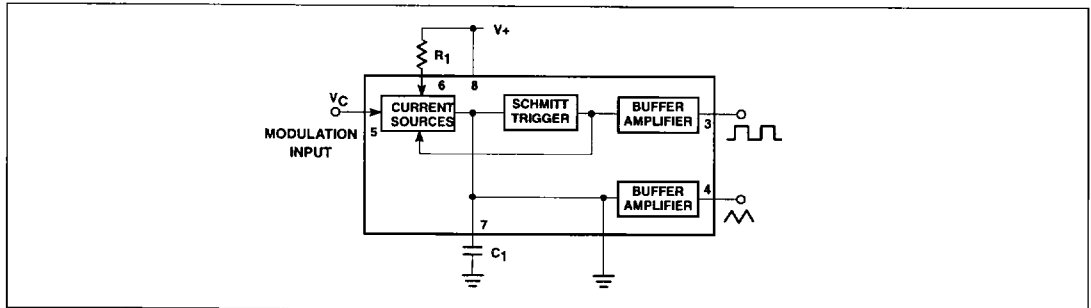 V+
R1
6
8
VC
MODULATION
INPUT
5
CURRENT
SOURCES
SCHMITT
TRIGGER
BUFFER
AMPLIFIER
3
BUFFER
AMPLIFIER
4
7
C1